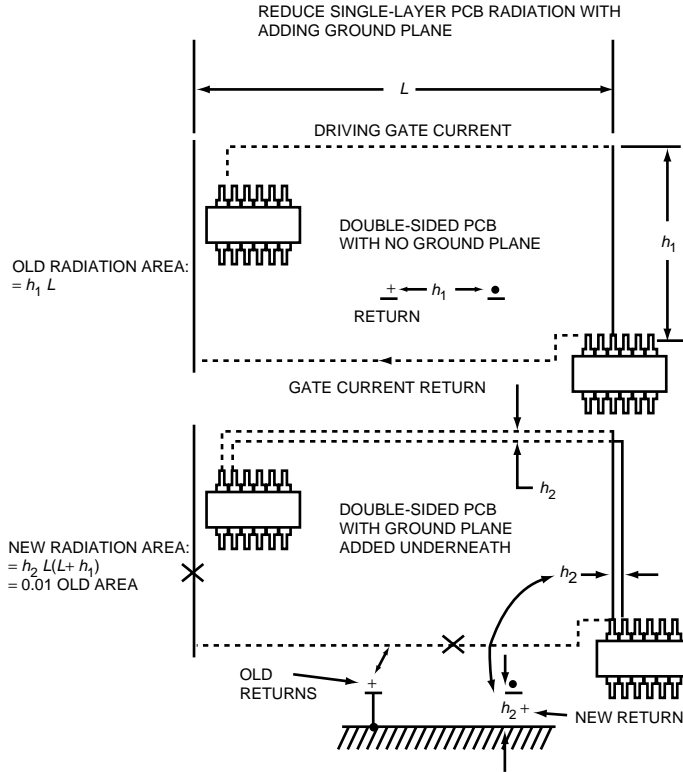 REDUCE SINGLE-LAYER PCB RADIATION WITH
ADDING GROUND PLANE
L
DRIVING GATE CURRENT
DOUBLE-SIDED PCB
WITH NO GROUND PLANE
h1
OLD RADIATION AREA:
= h1 L
+ h1
RETURN
GATE CURRENT RETURN
h2
DOUBLE-SIDED PCB
WITH GROUND PLANE
ADDED UNDERNEATH
NEW RADIATION AREA:
= h2 L(L+ h1)
= 0.01 OLD AREA
h2
OLD
RETURNS
+
h2 +
NEW RETURN